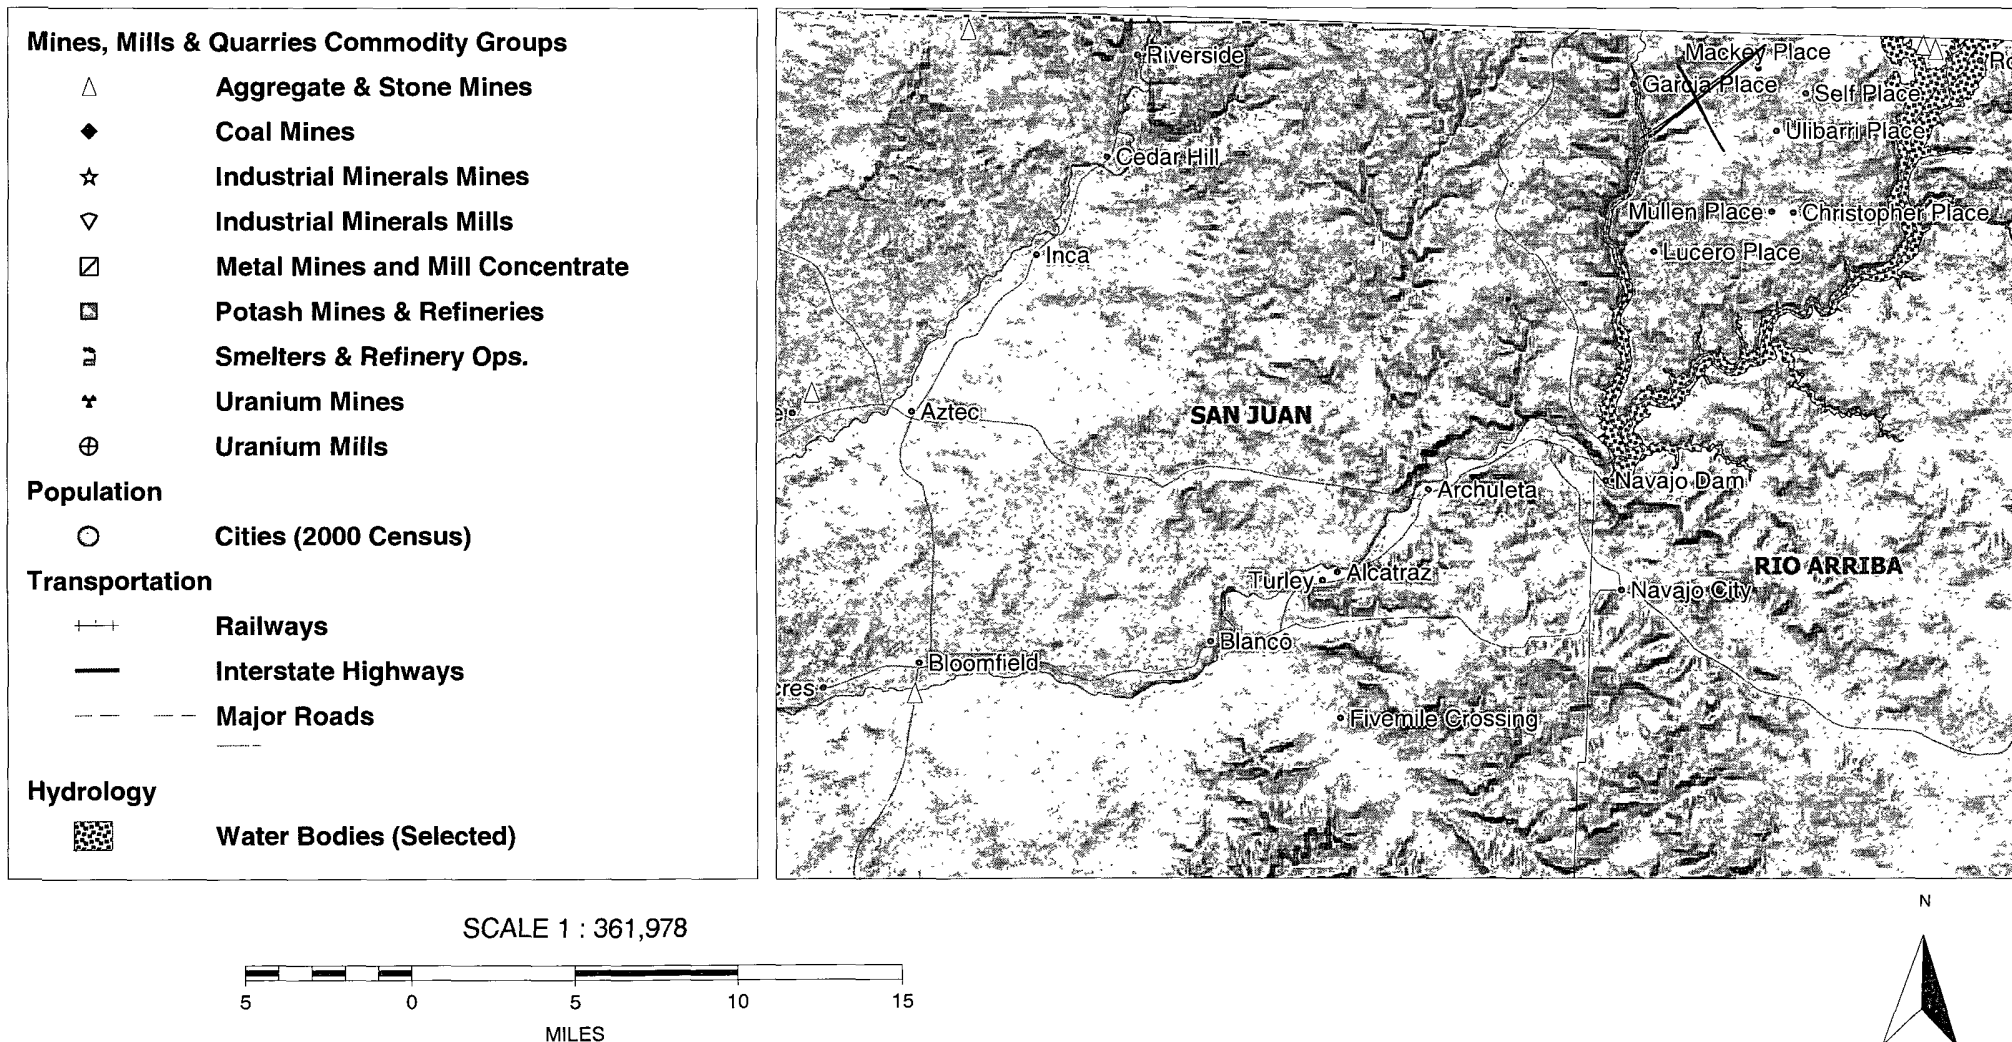 Mines, Mills & Quarries Commodity Groups
Aggregate & Stone Mines
Coal Mines
Industrial Minerals Mines
Industrial Minerals Mills
Metal Mines and Mill Concentrate
Potash Mines & Refineries
Smelters & Refinery Ops.
Uranium Mines
Uranium Mills
Population
Cities (2000 Census)
Transportation
Railways
Interstate Highways
Major Roads
Hydrology
Water Bodies (Selected)
Riverside
Mackey Place
Garcia Place
Self Place
Ulibarri Place
Cedar Hill
Mullen Place
Christopher Place
Inca
Lucero Place
Aztec
SAN JUAN
Archuleta
Navajo Dam
RIO ARRIBA
Turley
Alcatraz
Navajo City
Blanco
Bloomfield
cres
Fivemile Crossing
SCALE 1 : 361,978
5 0 5 10 15
MILES
N